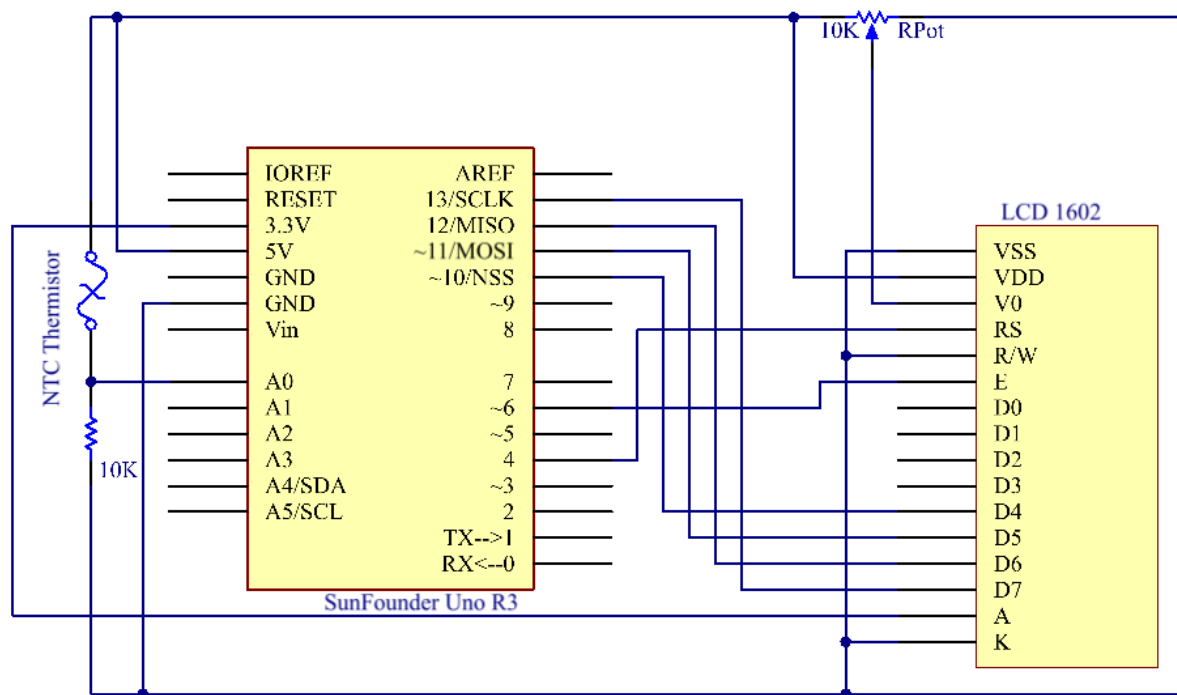 10K RPot
IOREF AREF
RESET 13/SCLK
3.3V 12/MISO
5V ~11/MOSI
GND ~10/NSS
GND ~9
Vin 8
A0 7
A1 ~6
A2 ~5
A3 4
A4/SDA ~3
A5/SCL 2
TX-->1
RX<--0
SunFounder Uno R3
NTC Thermistor
10K
LCD 1602
VSS
VDD
V0
RS
R/W
E
D0
D1
D2
D3
D4
D5
D6
D7
A
K